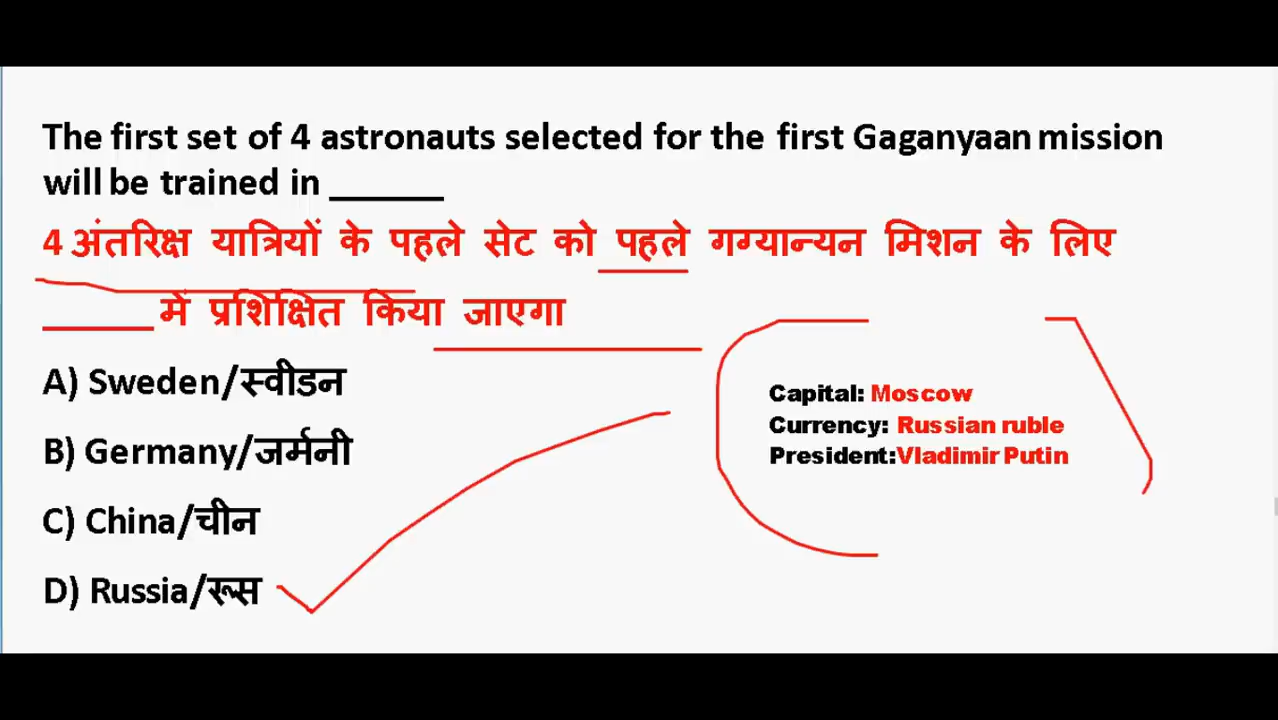 The first set of 4 astronauts selected for the first Gaganyaan mission
will be trained in ______
4 अंतरिक्ष यात्रियों के पहले सेट को पहले गग्यान्यन मिशन के लिए
______ में प्रशिक्षित किया जाएगा
A) Sweden/स्वीडन
B) Germany/जर्मनी
C) China/चीन
D) Russia/रूस
Capital: Moscow
Currency: Russian ruble
President:Vladimir Putin